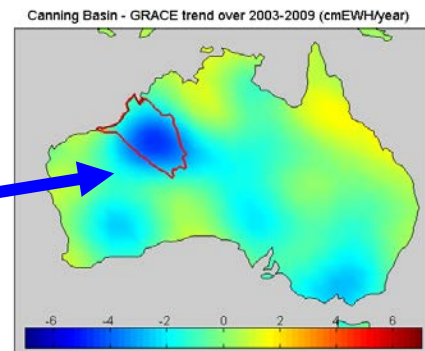 Canning Basin - GRACE trend over 2003-2009 (cmEWH/year)
-6 -4 -2 0 2 4 6